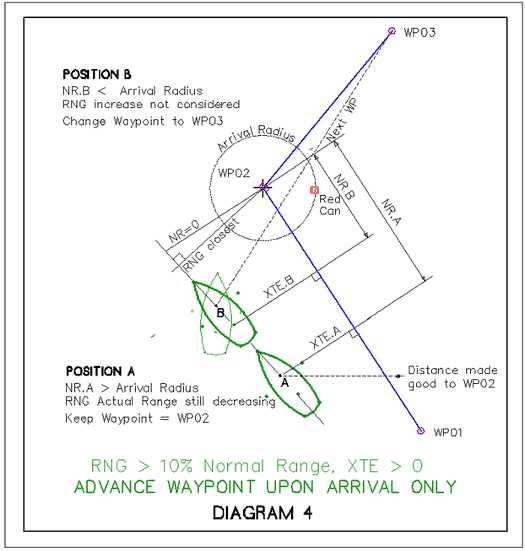 WP03
POSITION B
NR.B < Arrival Radius
RNG increase not considered
Change Waypoint to WP03
Next WP
Arrival Radius
WP02
Red
Can
NR.B
NR.A
NR=0
RNG closest
XTE.B
B
XTE.A
POSITION A
NR.A > Arrival Radius
RNG Actual Range still decreasing
Keep Waypoint = WP02
A
Distance made
good to WP02
WP01
RNG > 10% Normal Range, XTE > 0
ADVANCE WAYPOINT UPON ARRIVAL ONLY
DIAGRAM 4